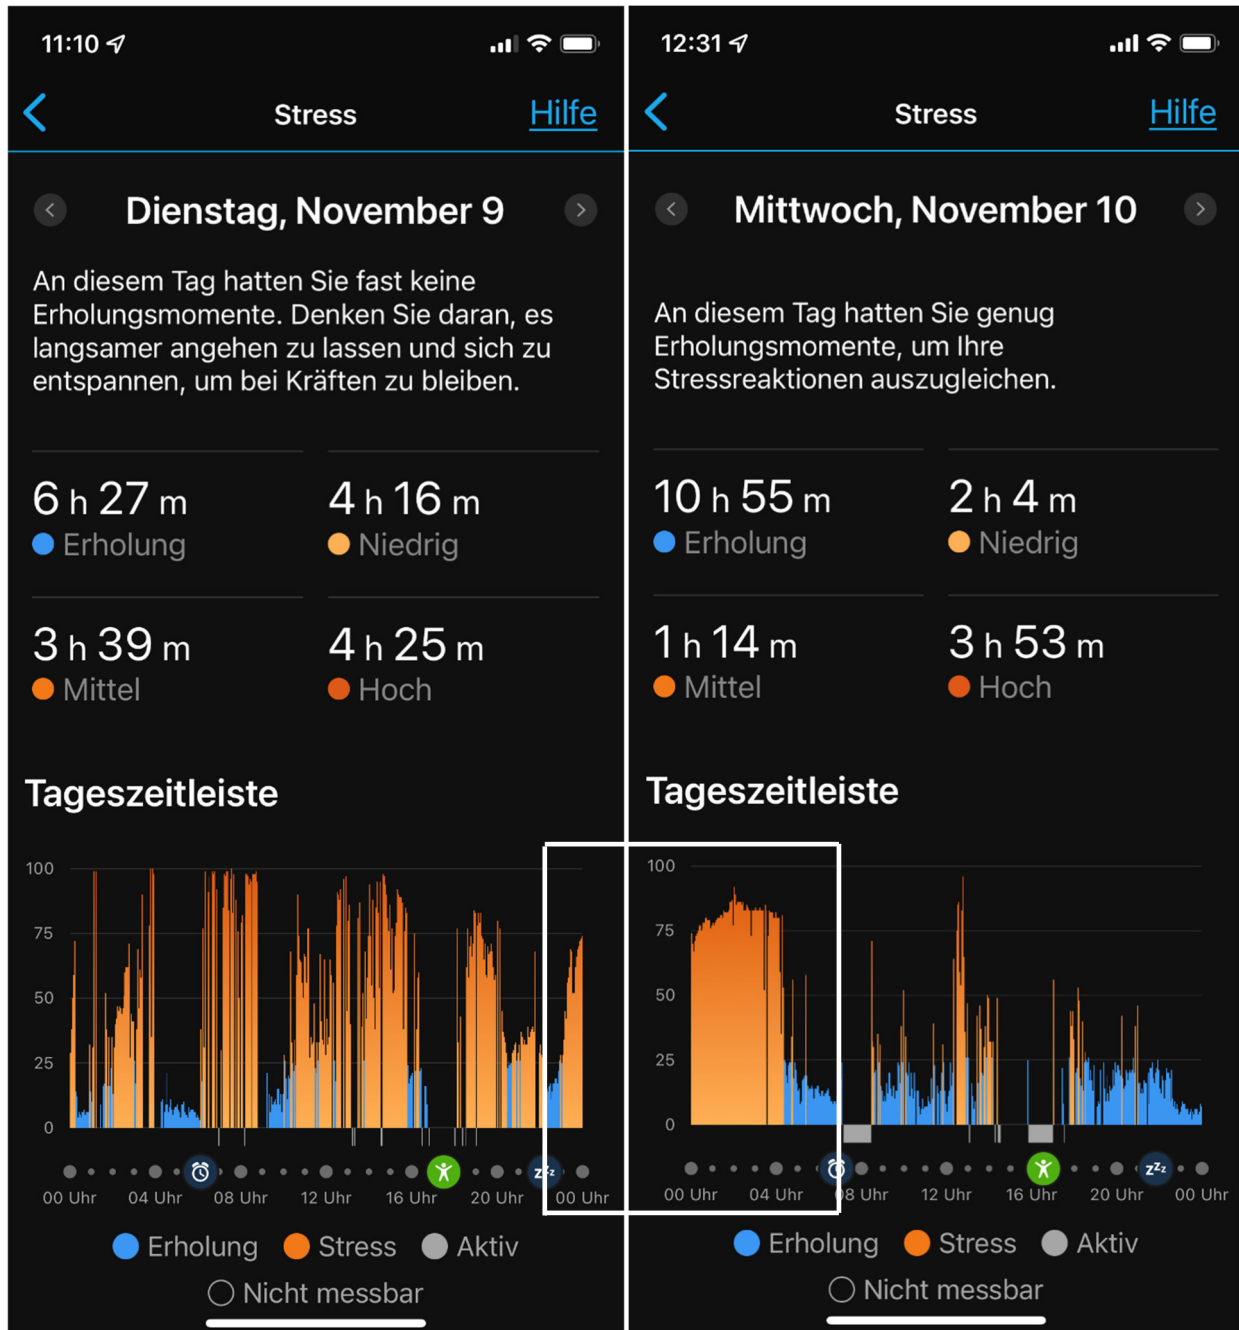 11:10
Stress
Hilfe
Dienstag, November 9
An diesem Tag hatten Sie fast keine
Erholungsmomente. Denken Sie daran, es
langsamer angehen zu lassen und sich zu
entspannen, um bei Kräften zu bleiben.
6 h 27 m
Erholung
4 h 16 m
Niedrig
3 h 39 m
Mittel
4 h 25 m
Hoch
Tageszeitleiste
100
75
50
25
0
zzz
00 Uhr 04 Uhr 08 Uhr 12 Uhr 16 Uhr 20 Uhr 00 Uhr
Erholung Stress Aktiv
Nicht messbar
12:31
Stress
Hilfe
Mittwoch, November 10
An diesem Tag hatten Sie genug
Erholungsmomente, um Ihre
Stressreaktionen auszugleichen.
10 h 55 m
Erholung
2 h 4 m
Niedrig
1 h 14 m
Mittel
3 h 53 m
Hoch
Tageszeitleiste
100
75
50
25
0
zzz
00 Uhr 04 Uhr 08 Uhr 12 Uhr 16 Uhr 20 Uhr 00 Uhr
Erholung Stress Aktiv
Nicht messbar